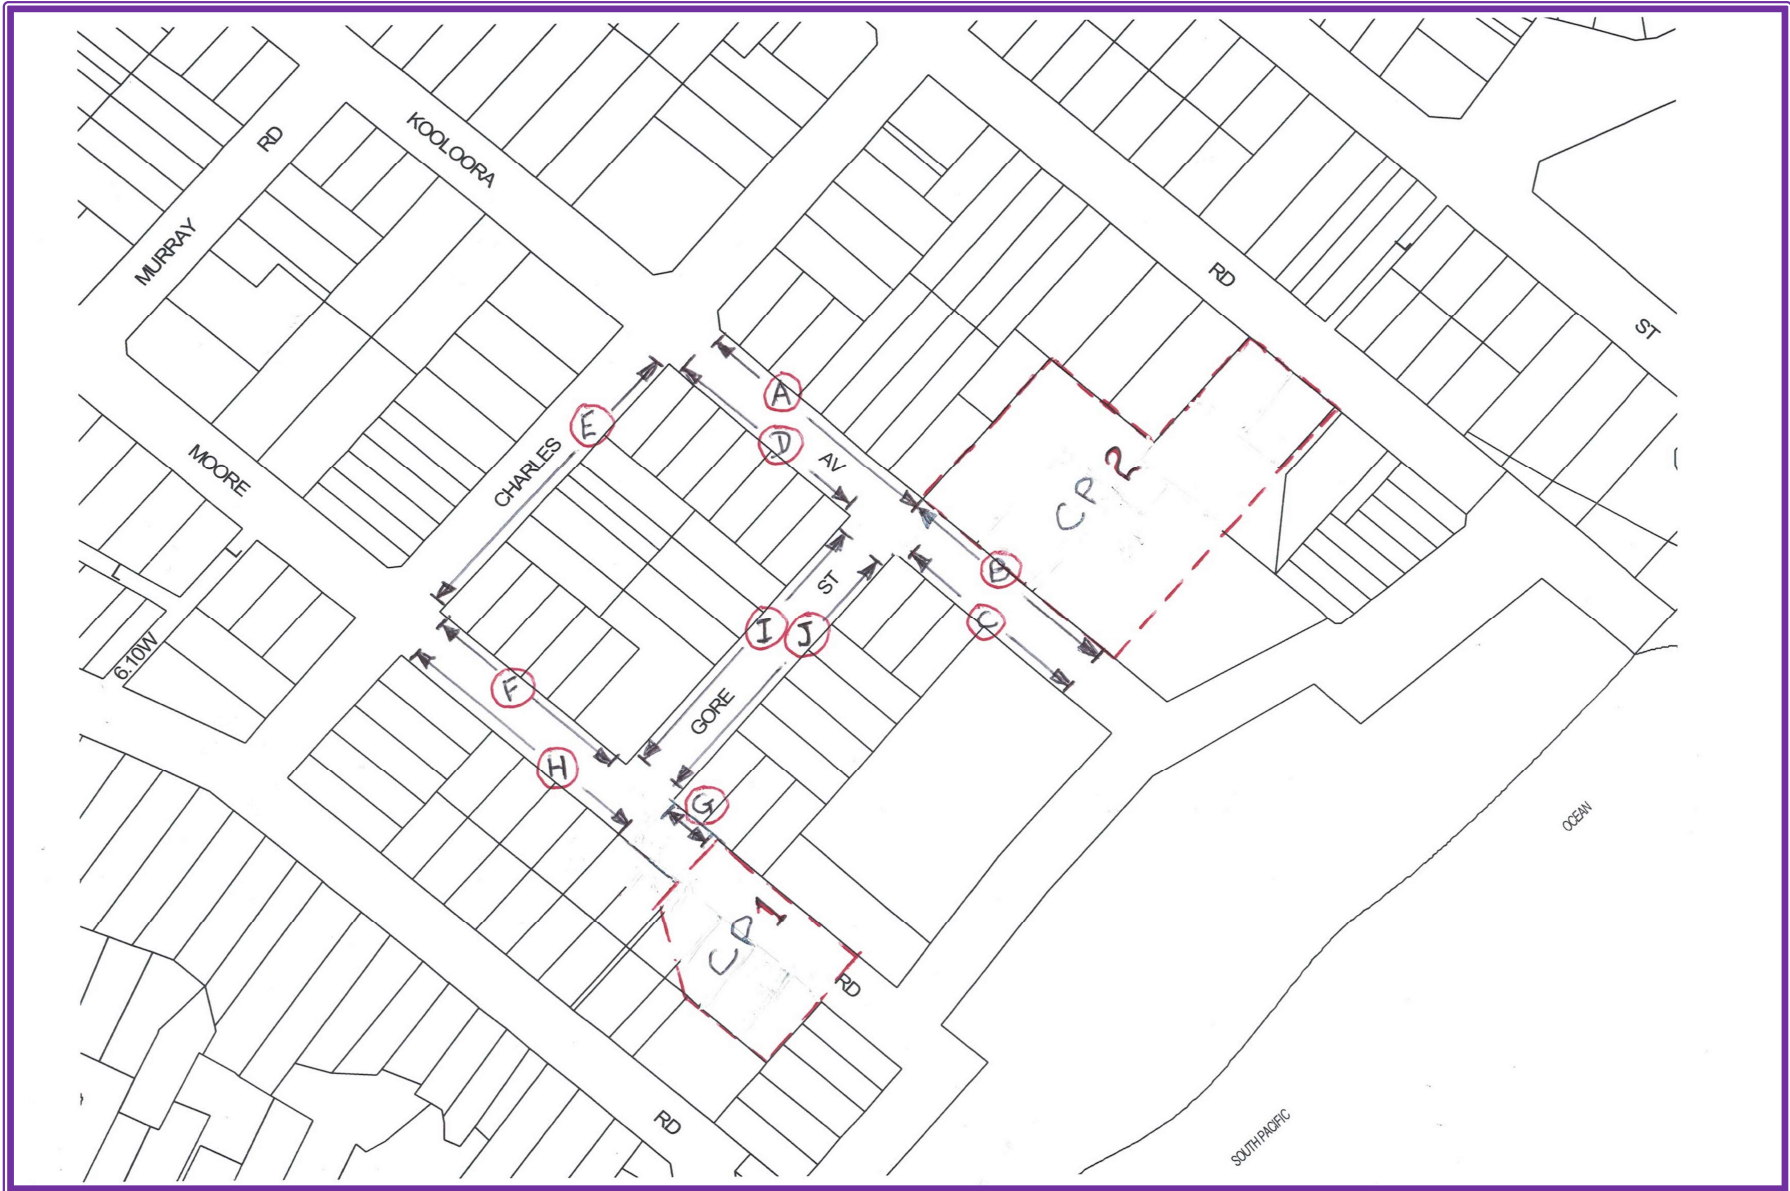 KOOLOORA
RD
MURRAY
RD
ST
A
E
D
AV
CP 2
CHARLES
MOORE
B
ST
C
I
J
6.10W
F
GORE
H
G
OCEAN
CP 1
RD
RD
SOUTH PACIFIC